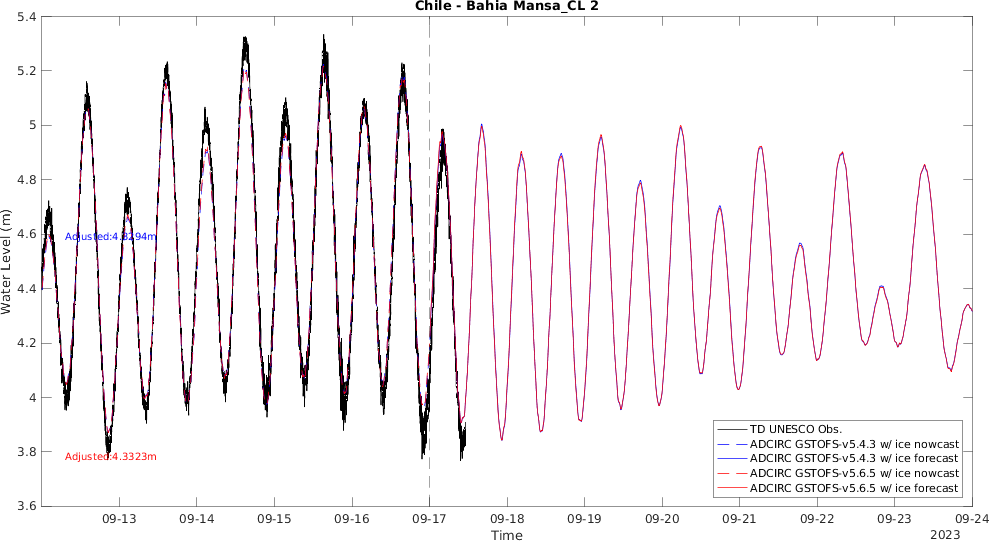 Chile - Bahia Mansa_CL 2
Water Level (m)
5.4
5.2
5
4.8
4.6
4.4
4.2
4
3.8
3.6
Adjusted:4.3294m
Adjusted:4.3323m
TD UNESCO Obs.
ADCIRC GSTOFS-v5.4.3 w/ ice nowcast
ADCIRC GSTOFS-v5.4.3 w/ ice forecast
ADCIRC GSTOFS-v5.6.5 w/ ice nowcast
ADCIRC GSTOFS-v5.6.5 w/ ice forecast
09-13 09-14 09-15 09-16 09-17 09-18 09-19 09-20 09-21 09-22 09-23 09-24
2023
Time